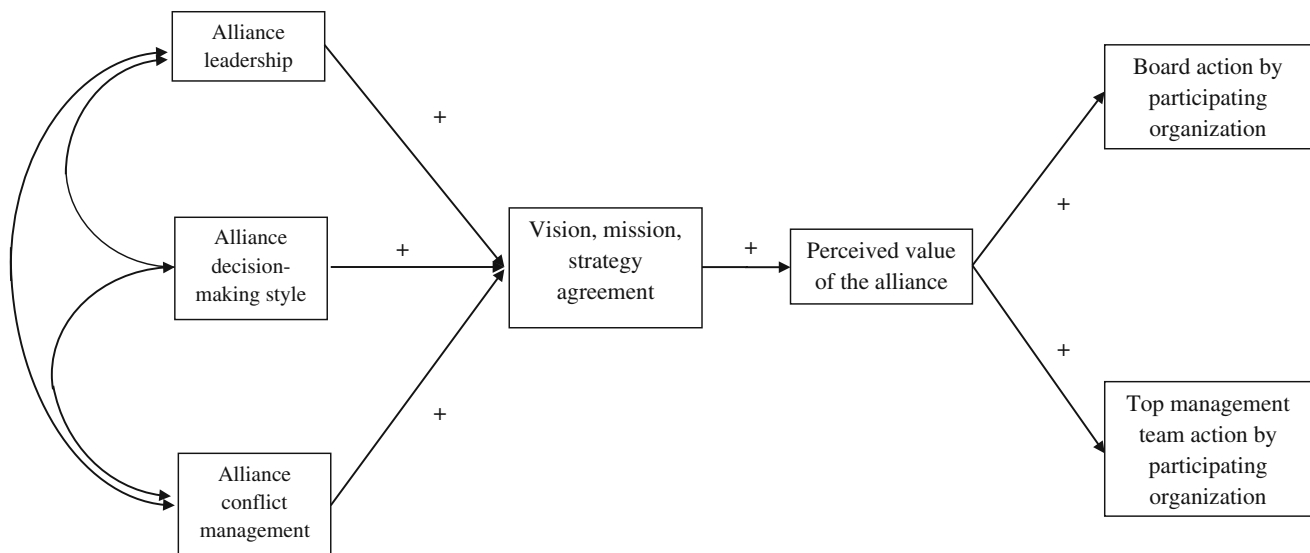 Alliance
leadership
+
Alliance
decision-
making style
+
Alliance
conflict
management
+
Vision, mission,
strategy
agreement
+
Perceived value
of the alliance
+
Board action by
participating
organization
+
Top management
team action by
participating
organization